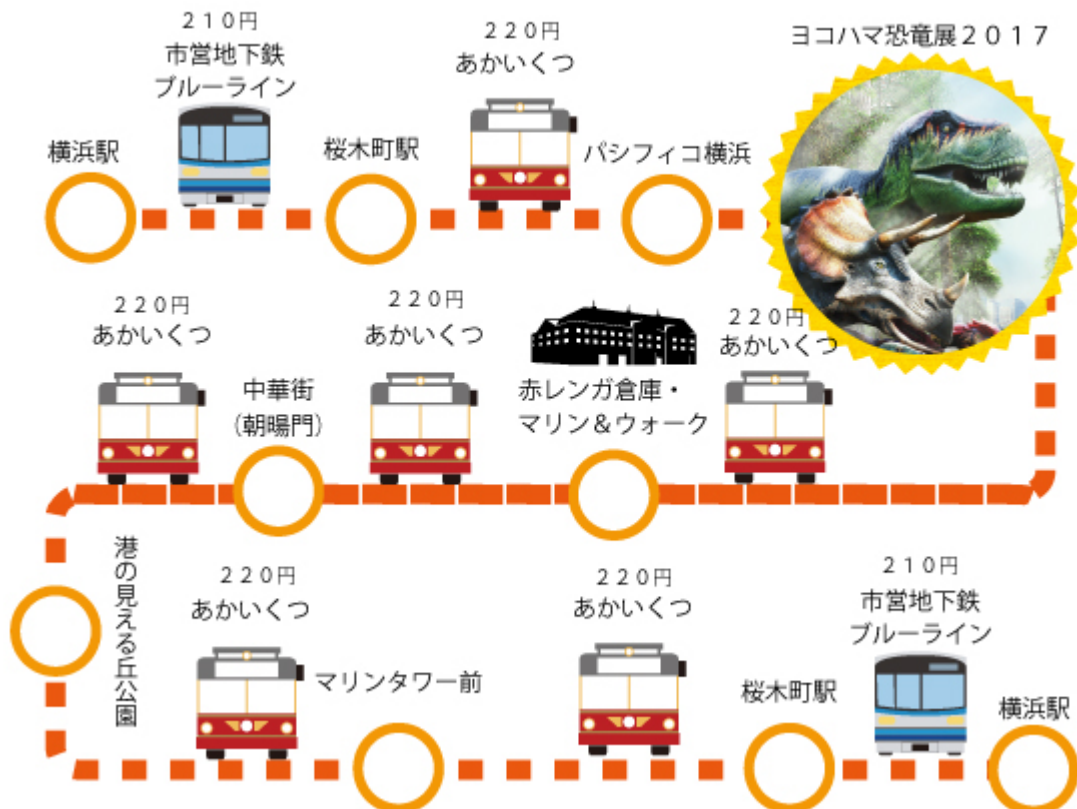 ２１０円
市営地下鉄
ブルーライン
２２０円
あかいくつ
ヨコハマ恐竜展２０１７
横浜駅
桜木町駅
パシフィコ横浜
２２０円
あかいくつ
中華街
（朝暘門）
２２０円
あかいくつ
赤レンガ倉庫・
マリン＆ウォーク
２２０円
あかいくつ
港の見える丘公園
２２０円
あかいくつ
マリンタワー前
２２０円
あかいくつ
桜木町駅
２１０円
市営地下鉄
ブルーライン
横浜駅